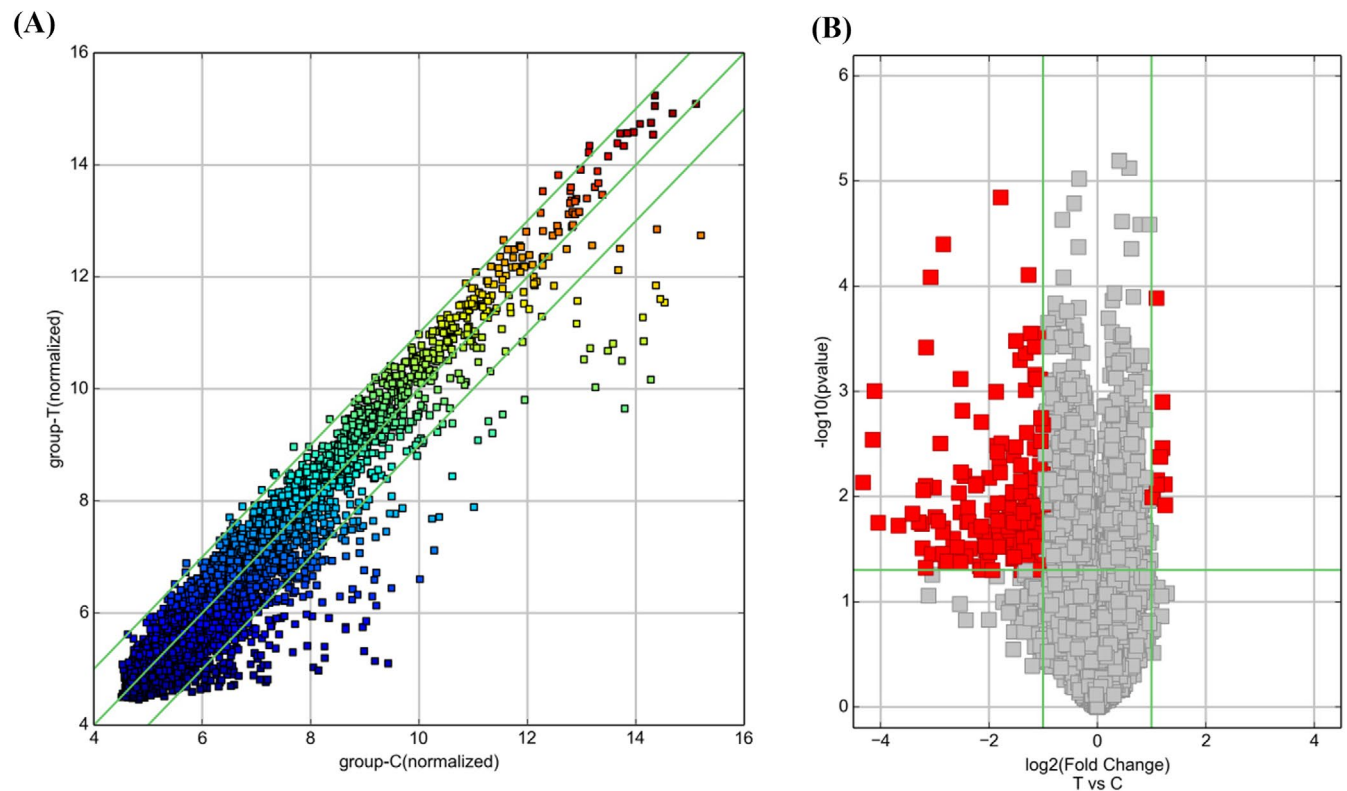 (A)
16
14
12
10
8
6
4
group-T(normalized)
4 6 8 10 12 14 16
group-C(normalized)
(B)
6
5
4
3
2
1
0
-log10(pvalue)
−4 −2 0 2 4
log2(Fold Change)
T vs C